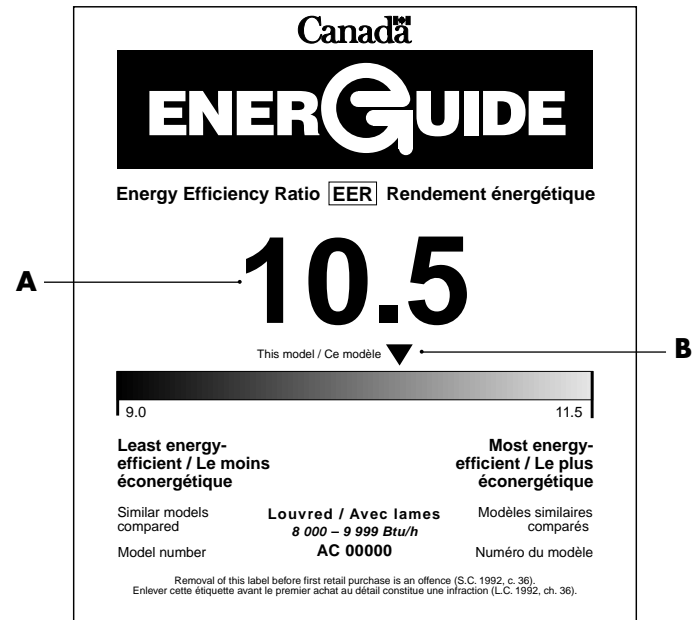 Canada
ENERGUIDE
Energy Efficiency Ratio EER Rendement énergétique
A
10.5
This model / Ce modèle
B
9.0
11.5
Least energy-
efficient / Le moins
éconergétique
Most energy-
efficient / Le plus
éconergétique
Similar models
compared
Louvred / Avec lames
8 000 – 9 999 Btu/h
Modèles similaires
comparés
Model number
AC 00000
Numéro du modèle
Removal of this label before first retail purchase is an offence (S.C. 1992, c. 36).
Enlever cette étiquette avant le premier achat au détail constitue une infraction (L.C. 1992, ch. 36).